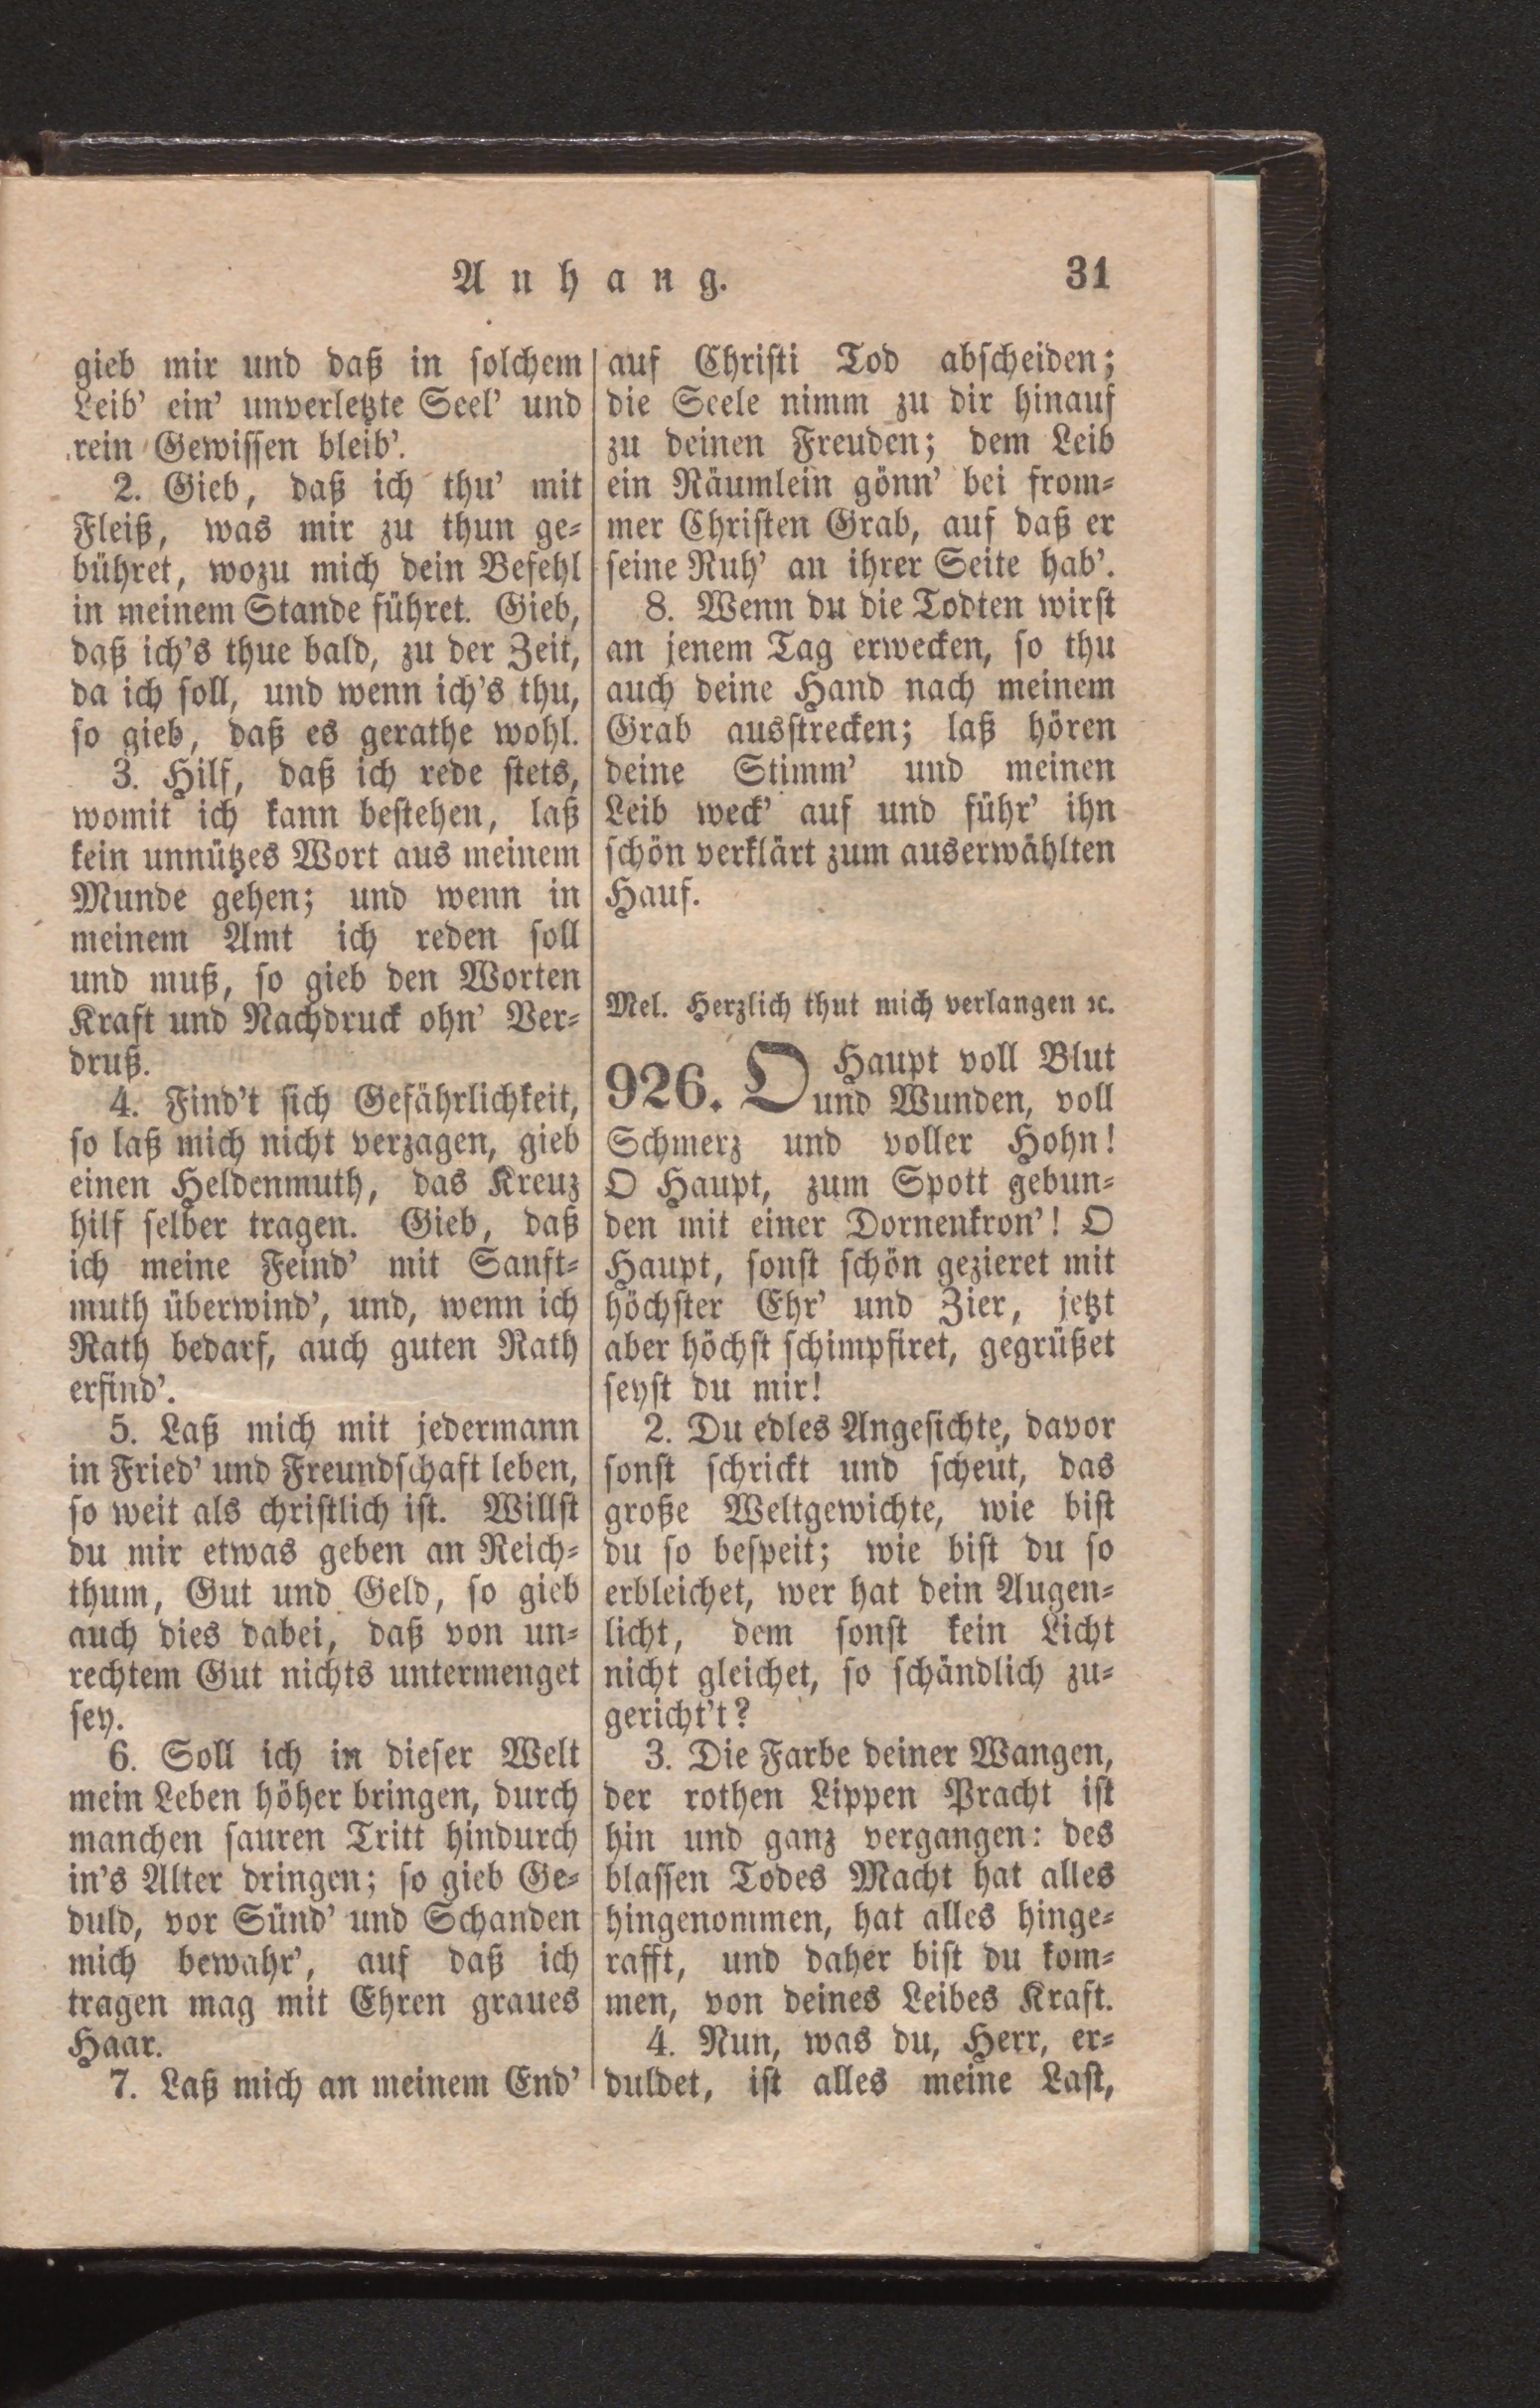 Anhang. 31
gieb mir und daß in solchem
Leib' ein' unverletzte Seel' und
rein Gewissen bleib'.
2. Gieb, daß ich thu' mit
Fleiß, was mir zu thun ge-
bühret, wozu mich dein Befehl
in meinem Stande führet. Gieb,
daß ich's thue bald, zu der Zeit,
da ich soll, und wenn ich's thu,
so gieb, daß es gerathe wohl.
3. Hilf, daß ich rede stets,
womit ich kann bestehen, laß
kein unnützes Wort aus meinem
Munde gehen; und wenn in
meinem Amt ich reden soll
und muß, so gieb den Worten
Kraft und Nachdruck ohn' Ver-
druß.
4. Find't sich Gefährlichkeit,
so laß mich nicht verzagen, gieb
einen Heldenmuth, das Kreuz
hilf selber tragen. Gieb, daß
ich meine Feind' mit Sanft-
muth überwind', und, wenn ich
Rath bedarf, auch guten Rath
erfind'.
5. Laß mich mit jedermann
in Fried' und Freundschaft leben,
so weit als christlich ist. Willst
du mir etwas geben an Reich-
thum, Gut und Geld, so gieb
auch dies dabei, daß von un-
rechtem Gut nichts untermenget
sey.
6. Soll ich in dieser Welt
mein Leben höher bringen, durch
manchen sauren Tritt hindurch
in's Alter dringen; so gieb Ge-
duld, vor Sünd' und Schanden
mich bewahr', auf daß ich
tragen mag mit Ehren graues
Haar.
7. Laß mich an meinem End'
auf Christi Tod abscheiden;
die Seele nimm zu dir hinauf
zu deinen Freuden; dem Leib
ein Räumlein gönn' bei from-
mer Christen Grab, auf daß er
seine Ruh' an ihrer Seite hab'.
8. Wenn du die Todten wirst
an jenem Tag erwecken, so thu
auch deine Hand nach meinem
Grab ausstrecken; laß hören
deine Stimm' und meinen
Leib weck' auf und führ' ihn
schön verklärt zum auserwählten
Hauf.
Mel. Herzlich thut mich verlangen ꝛc.
926. O Haupt voll Blut
und Wunden, voll
Schmerz und voller Hohn!
O Haupt, zum Spott gebun-
den mit einer Dornenkron'! O
Haupt, sonst schön gezieret mit
höchster Ehr' und Zier, jetzt
aber höchst schimpfiret, gegrüßet
seyst du mir!
2. Du edles Angesichte, davor
sonst schrickt und scheut, das
große Weltgewichte, wie bist
du so bespeit; wie bist du so
erbleichet, wer hat dein Augen-
licht, dem sonst kein Licht
nicht gleichet, so schändlich zu-
gericht't?
3. Die Farbe deiner Wangen,
der rothen Lippen Pracht ist
hin und ganz vergangen: des
blassen Todes Macht hat alles
hingenommen, hat alles hinge-
rafft, und daher bist du kom-
men, von deines Leibes Kraft.
4. Nun, was du, Herr, er-
duldet, ist alles meine Last,